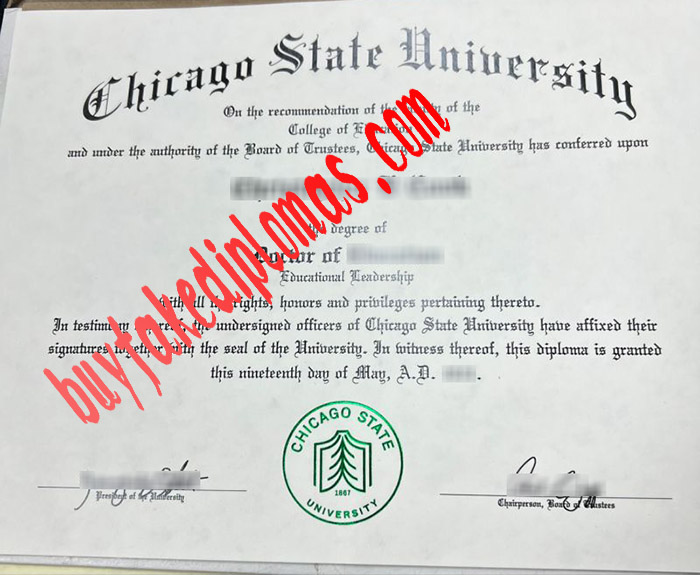 Chicago State University
On the recommendation of the of the
College of Education
and under the authority of the Board of Trustees, Chicago State University has conferred upon
the degree of
Doctor of
Educational Leadership
with all the rights, honors and privileges pertaining thereto.
In testimony thereof, the undersigned officers of Chicago State University have affixed their
signatures together with the seal of the University. In witness thereof, this diploma is granted
this nineteenth day of May, A.D. .
buyfakediplomas.com
CHICAGO STATE
1867
UNIVERSITY
President of the University
Chairperson, Board of Trustees